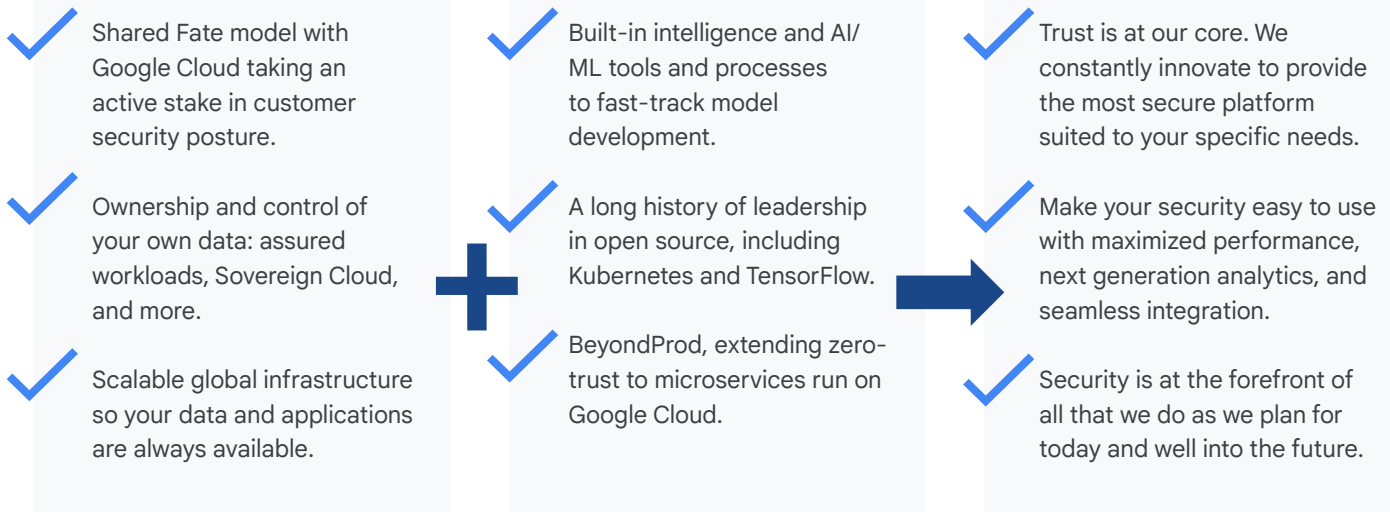 Shared Fate model with
Google Cloud taking an
active stake in customer
security posture.
Ownership and control of
your own data: assured
workloads, Sovereign Cloud,
and more.
Scalable global infrastructure
so your data and applications
are always available.
Built-in intelligence and AI/
ML tools and processes
to fast-track model
development.
A long history of leadership
in open source, including
Kubernetes and TensorFlow.
BeyondProd, extending zero-
trust to microservices run on
Google Cloud.
Trust is at our core. We
constantly innovate to provide
the most secure platform
suited to your specific needs.
Make your security easy to use
with maximized performance,
next generation analytics, and
seamless integration.
Security is at the forefront of
all that we do as we plan for
today and well into the future.